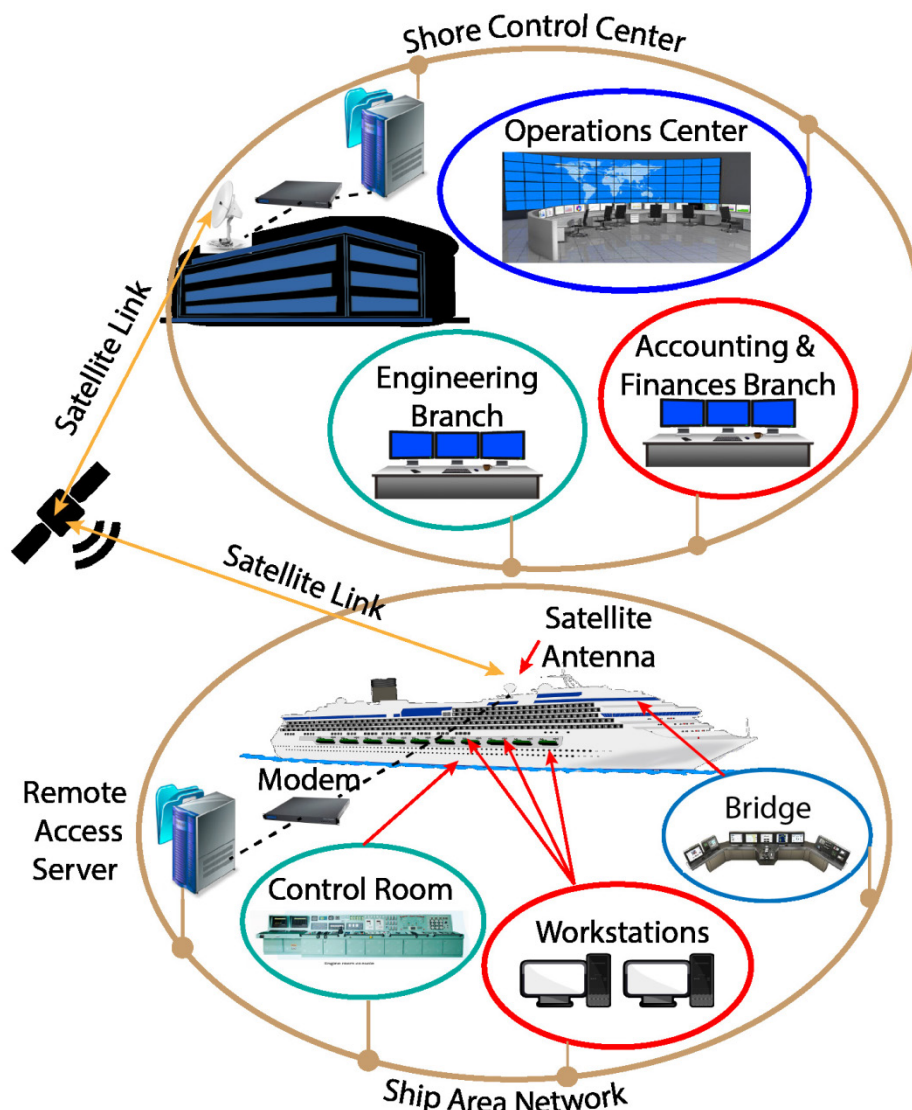 Shore Control Center
Operations Center
Satellite Link
Engineering
Branch
Accounting &
Finances Branch
Satellite Link
Satellite
Antenna
Modem
Remote
Access
Server
Bridge
Control Room
Workstations
Ship Area Network